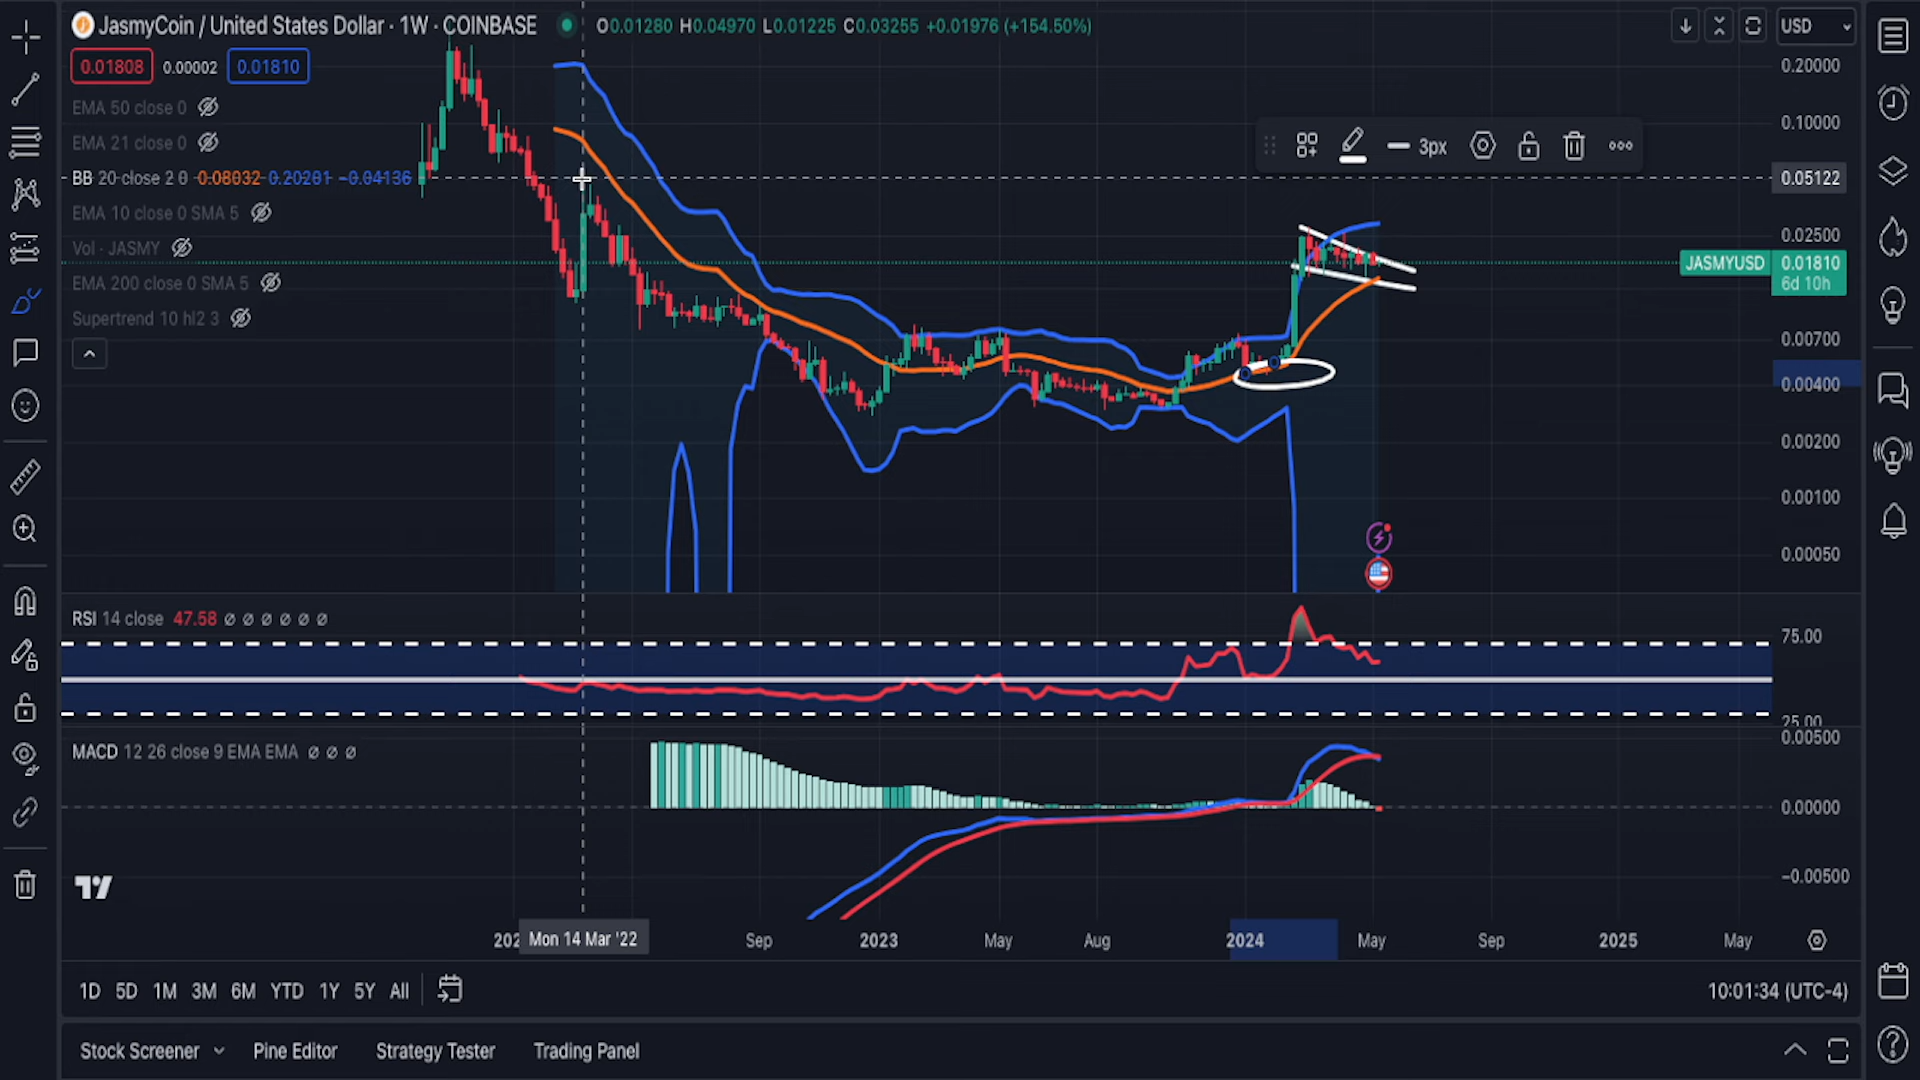 JasmyCoin / United States Dollar · 1W · COINBASE O0.01280 H0.04970 L0.01225 C0.03255 +0.01976 (+154.50%) USD
0.01808 0.00002 0.01810
EMA 50 close 0
EMA 21 close 0
BB 20 close 2 0 0.08032 0.20201 −0.04136
EMA 10 close 0 SMA 5
Vol · JASMY
EMA 200 close 0 SMA 5
Supertrend 10 hl2 3
3px
0.20000
0.10000
0.05122
0.02500
JASMYUSD 0.01810
6d 10h
0.00700
0.00400
0.00200
0.00100
0.00050
RSI 14 close 47.58 ø ø ø ø ø ø
75.00
25.00
MACD 12 26 close 9 EMA EMA ø ø ø
0.00500
0.00000
−0.00500
202 Mon 14 Mar '22 Sep 2023 May Aug 2024 May Sep 2025 May
1D 5D 1M 3M 6M YTD 1Y 5Y All 10:01:34 (UTC-4)
Stock Screener Pine Editor Strategy Tester Trading Panel